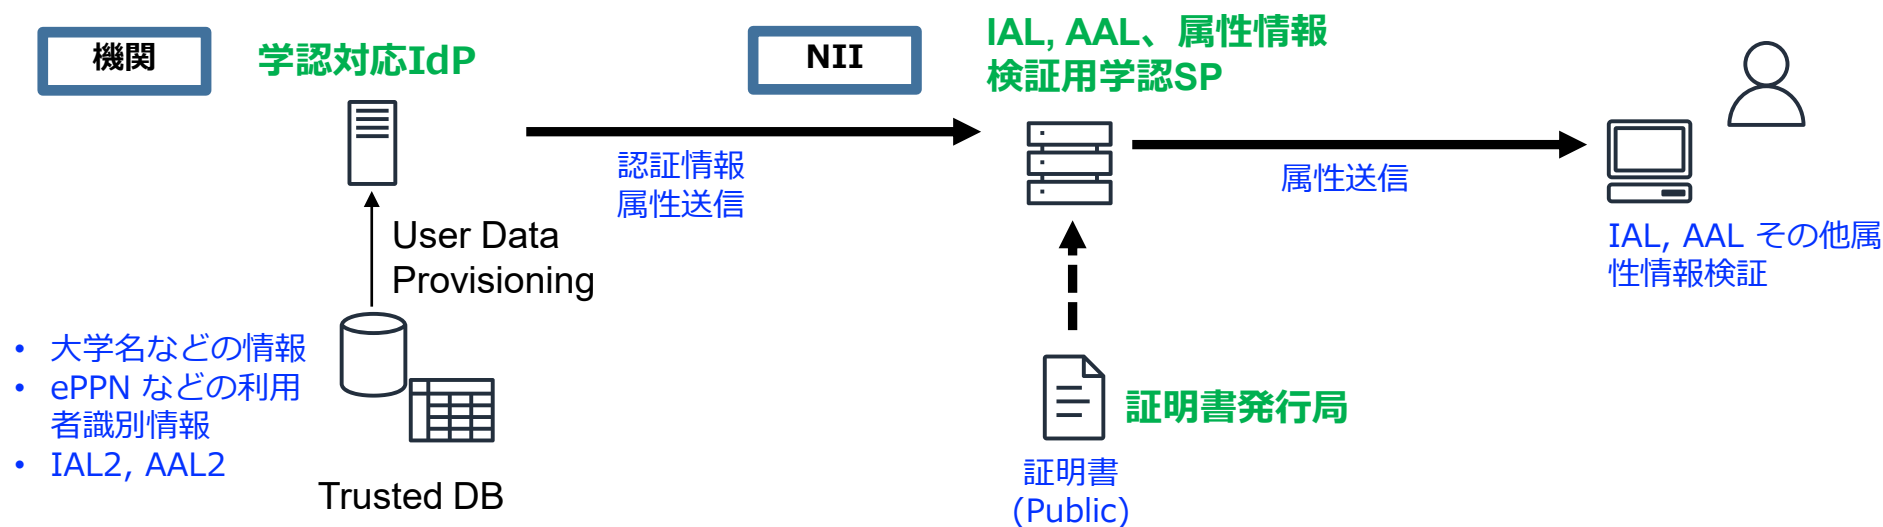 機関
学認対応IdP
NII
IAL, AAL、属性情報
検証用学認SP
認証情報
属性送信
属性送信
User Data
Provisioning
IAL, AAL その他属
性情報検証
• 大学名などの情報
• ePPN などの利用
者識別情報
• IAL2, AAL2
Trusted DB
証明書発行局
証明書
（Public）